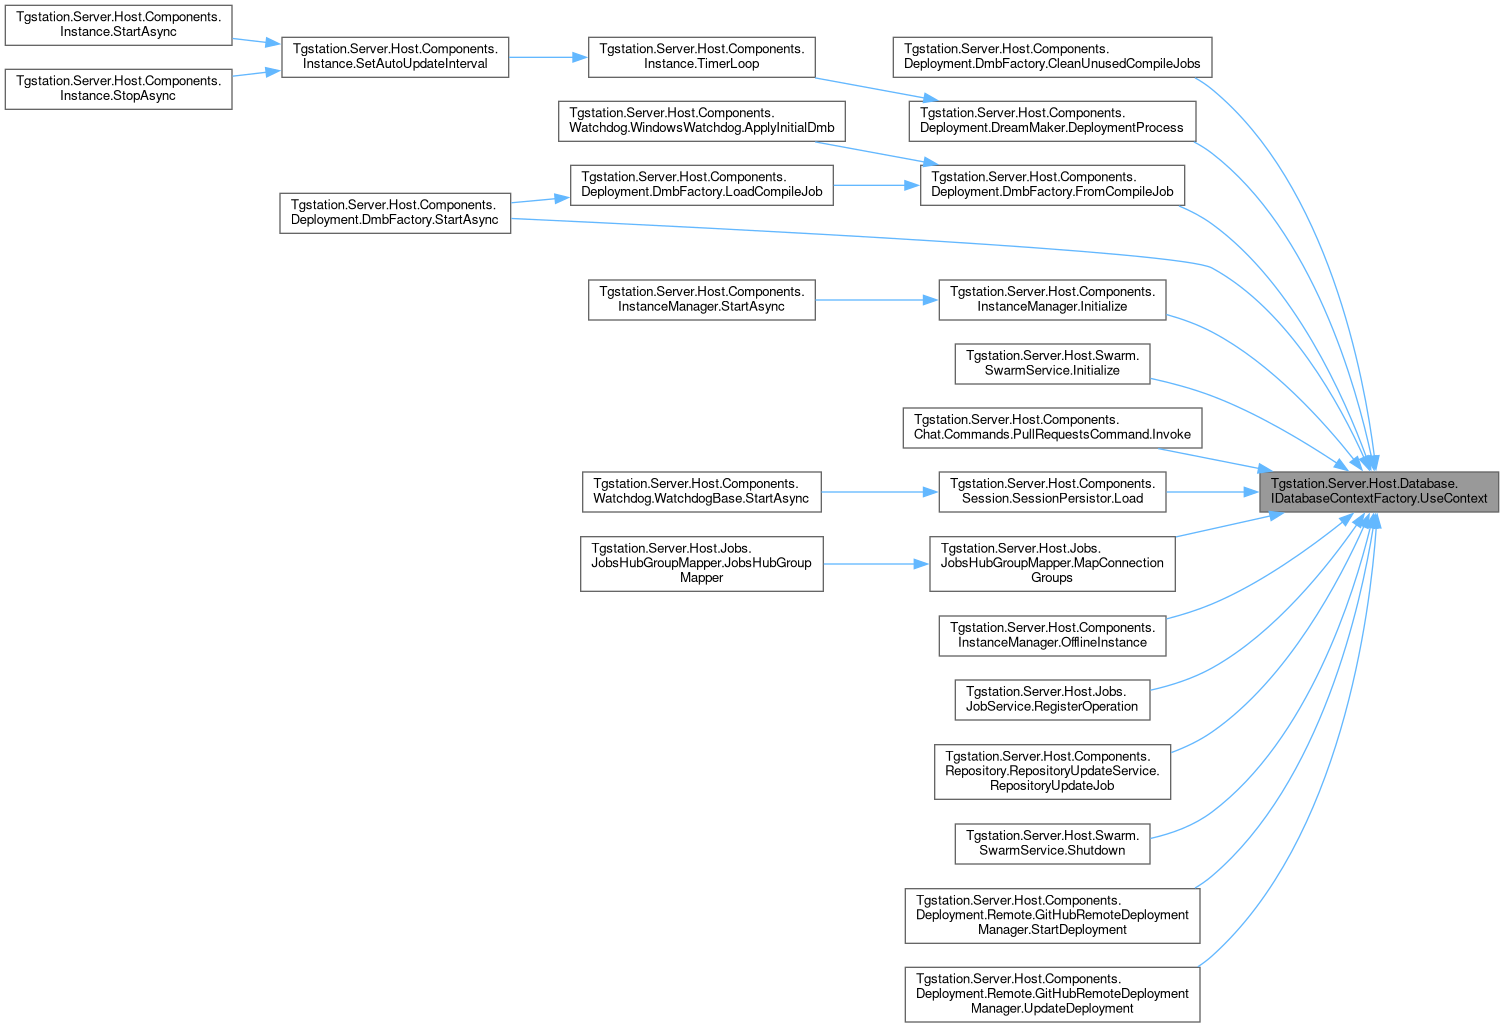 Tgstation.Server.Host.Components.
Instance.StartAsync
Tgstation.Server.Host.Components.
Instance.StopAsync
Tgstation.Server.Host.Components.
Instance.SetAutoUpdateInterval
Tgstation.Server.Host.Components.
Instance.TimerLoop
Tgstation.Server.Host.Components.
Deployment.DmbFactory.CleanUnusedCompileJobs
Tgstation.Server.Host.Components.
Watchdog.WindowsWatchdog.ApplyInitialDmb
Tgstation.Server.Host.Components.
Deployment.DreamMaker.DeploymentProcess
Tgstation.Server.Host.Components.
Deployment.DmbFactory.LoadCompileJob
Tgstation.Server.Host.Components.
Deployment.DmbFactory.FromCompileJob
Tgstation.Server.Host.Components.
Deployment.DmbFactory.StartAsync
Tgstation.Server.Host.Components.
InstanceManager.StartAsync
Tgstation.Server.Host.Components.
InstanceManager.Initialize
Tgstation.Server.Host.Swarm.
SwarmService.Initialize
Tgstation.Server.Host.Components.
Chat.Commands.PullRequestsCommand.Invoke
Tgstation.Server.Host.Components.
Watchdog.WatchdogBase.StartAsync
Tgstation.Server.Host.Components.
Session.SessionPersistor.Load
Tgstation.Server.Host.Database.
IDatabaseContextFactory.UseContext
Tgstation.Server.Host.Jobs.
JobsHubGroupMapper.JobsHubGroup
Mapper
Tgstation.Server.Host.Jobs.
JobsHubGroupMapper.MapConnection
Groups
Tgstation.Server.Host.Components.
InstanceManager.OfflineInstance
Tgstation.Server.Host.Jobs.
JobService.RegisterOperation
Tgstation.Server.Host.Components.
Repository.RepositoryUpdateService.
RepositoryUpdateJob
Tgstation.Server.Host.Swarm.
SwarmService.Shutdown
Tgstation.Server.Host.Components.
Deployment.Remote.GitHubRemoteDeployment
Manager.StartDeployment
Tgstation.Server.Host.Components.
Deployment.Remote.GitHubRemoteDeployment
Manager.UpdateDeployment